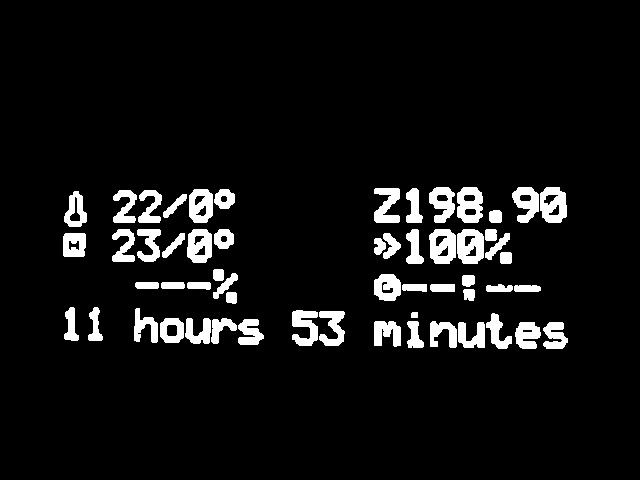 22/0° Z198.90
23/0° »100%
---% --:--
11 hours 53 minutes